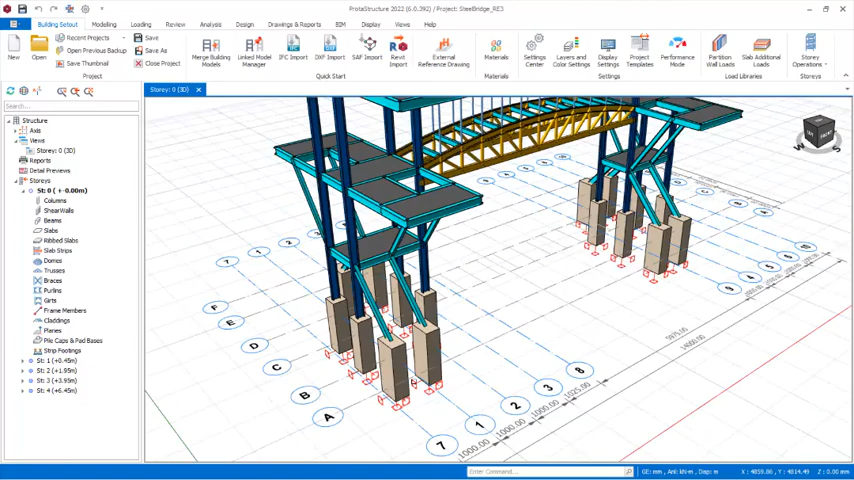 ProtaStructure 2022 (6.0.392) / Project: SteelBridge_RE3
Building Setout
Modeling
Loading
Review
Analysis
Design
Drawings & Reports
BIM
Display
Views
Help
New
Open
Recent Projects
Open Previous Backup
Save Thumbnail
Save
Save As
Close Project
Project
Merge Building Models
Linked Model Manager
IFC Import
DXF Import
SAF Import
Revit Import
External Reference Drawing
Quick Start
Materials
Materials
Settings Center
Layers and Color Settings
Display Settings
Project Templates
Performance Mode
Settings
Partition Wall Loads
Slab Additional Loads
Load Libraries
Storey Operations
Storeys
Storey: 0 (3D)
Search...
Structure
Axis
Views
Storey: 0 (3D)
Reports
Detail Previews
Storeys
St: 0 (+-0.00m)
Columns
ShearWalls
Beams
Slabs
Ribbed Slabs
Slab Strips
Domes
Trusses
Braces
Purlins
Girts
Frame Members
Claddings
Planes
Pile Caps & Pad Bases
Strip Footings
St: 1 (+0.45m)
St: 2 (+1.95m)
St: 3 (+3.95m)
St: 4 (+6.45m)
FRONT
W
S
7
1
2
F
E
D
C
B
A
7
1
2
3
8
9
4
5
6
10
1000.00
1000.00
1000.00
1025.00
5975.00
14000.00
Enter Command...
GE: mm , Anl: kN-m , Disp: m
X : 4859.86 , Y : 4814.49
Z : 0.00 mm